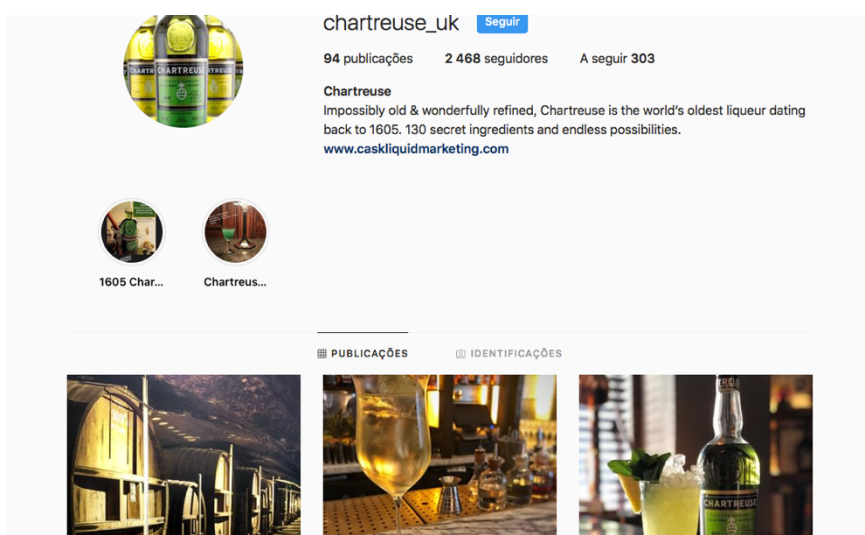 chartreuse_uk Seguir
94 publicações 2 468 seguidores A seguir 303
Chartreuse
Impossibly old & wonderfully refined, Chartreuse is the world's oldest liqueur dating
back to 1605. 130 secret ingredients and endless possibilities.
www.caskliquidmarketing.com
CHARTREUSE
1605 Char... Chartreus...
PUBLICAÇÕES IDENTIFICAÇÕES
CHARTREUSE